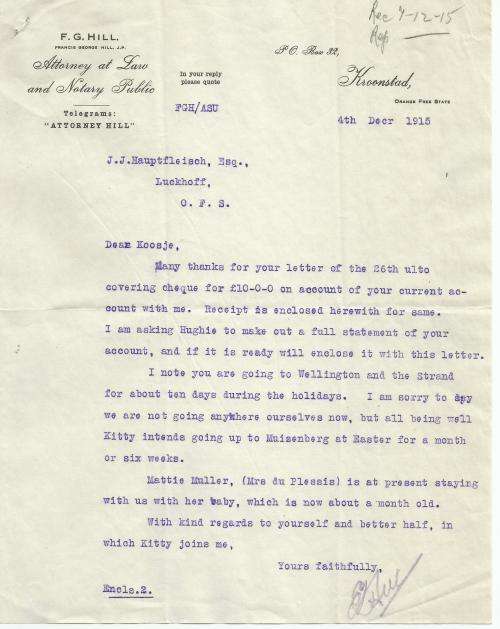 Rec 7-12-15
F. G. HILL.
FRANCIS GEORGE HILL, J.P.
Attorney at Law
and Notary Public
Telegrams:
"ATTORNEY HILL"
In your reply
please quote
FGH/ASU
P.O. Box 32,
Kroonstad,
ORANGE FREE STATE
4th Decr 1915
J.J.Hauptfleisch, Esq.,
Luckhoff,
O. F. S.
Dear Koosje,
Many thanks for your letter of the 26th ulto
covering cheque for £10-0-0 on account of your current ac-
count with me. Receipt is enclosed herewith for same.
I am asking Hughie to make out a full statement of your
account, and if it is ready will enclose it with this letter.
I note you are going to Wellington and the Strand
for about ten days during the holidays. I am sorry to say
we are not going anywhere ourselves now, but all being well
Kitty intends going up to Muizenberg at Easter for a month
or six weeks.
Mattie Muller, (Mrs du Plessis) is at present staying
with us with her baby, which is now about a month old.
With kind regards to yourself and better half, in
which Kitty joins me,
Yours faithfully,
Encls.2.